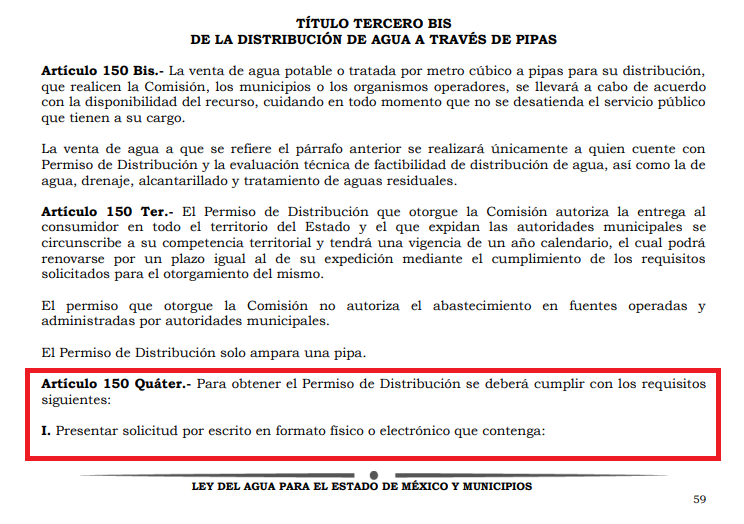 TÍTULO TERCERO BIS
DE LA DISTRIBUCIÓN DE AGUA A TRAVÉS DE PIPAS
Artículo 150 Bis.- La venta de agua potable o tratada por metro cúbico a pipas para su distribución,
que realicen la Comisión, los municipios o los organismos operadores, se llevará a cabo de acuerdo
con la disponibilidad del recurso, cuidando en todo momento que no se desatienda el servicio público
que tienen a su cargo.
La venta de agua a que se refiere el párrafo anterior se realizará únicamente a quien cuente con
Permiso de Distribución y la evaluación técnica de factibilidad de distribución de agua, así como la de
agua, drenaje, alcantarillado y tratamiento de aguas residuales.
Artículo 150 Ter.- El Permiso de Distribución que otorgue la Comisión autoriza la entrega al
consumidor en todo el territorio del Estado y el que expidan las autoridades municipales se
circunscribe a su competencia territorial y tendrá una vigencia de un año calendario, el cual podrá
renovarse por un plazo igual al de su expedición mediante el cumplimiento de los requisitos
solicitados para el otorgamiento del mismo.
El permiso que otorgue la Comisión no autoriza el abastecimiento en fuentes operadas y
administradas por autoridades municipales.
El Permiso de Distribución solo ampara una pipa.
Artículo 150 Quáter.- Para obtener el Permiso de Distribución se deberá cumplir con los requisitos
siguientes:
I. Presentar solicitud por escrito en formato físico o electrónico que contenga:
LEY DEL AGUA PARA EL ESTADO DE MÉXICO Y MUNICIPIOS
59